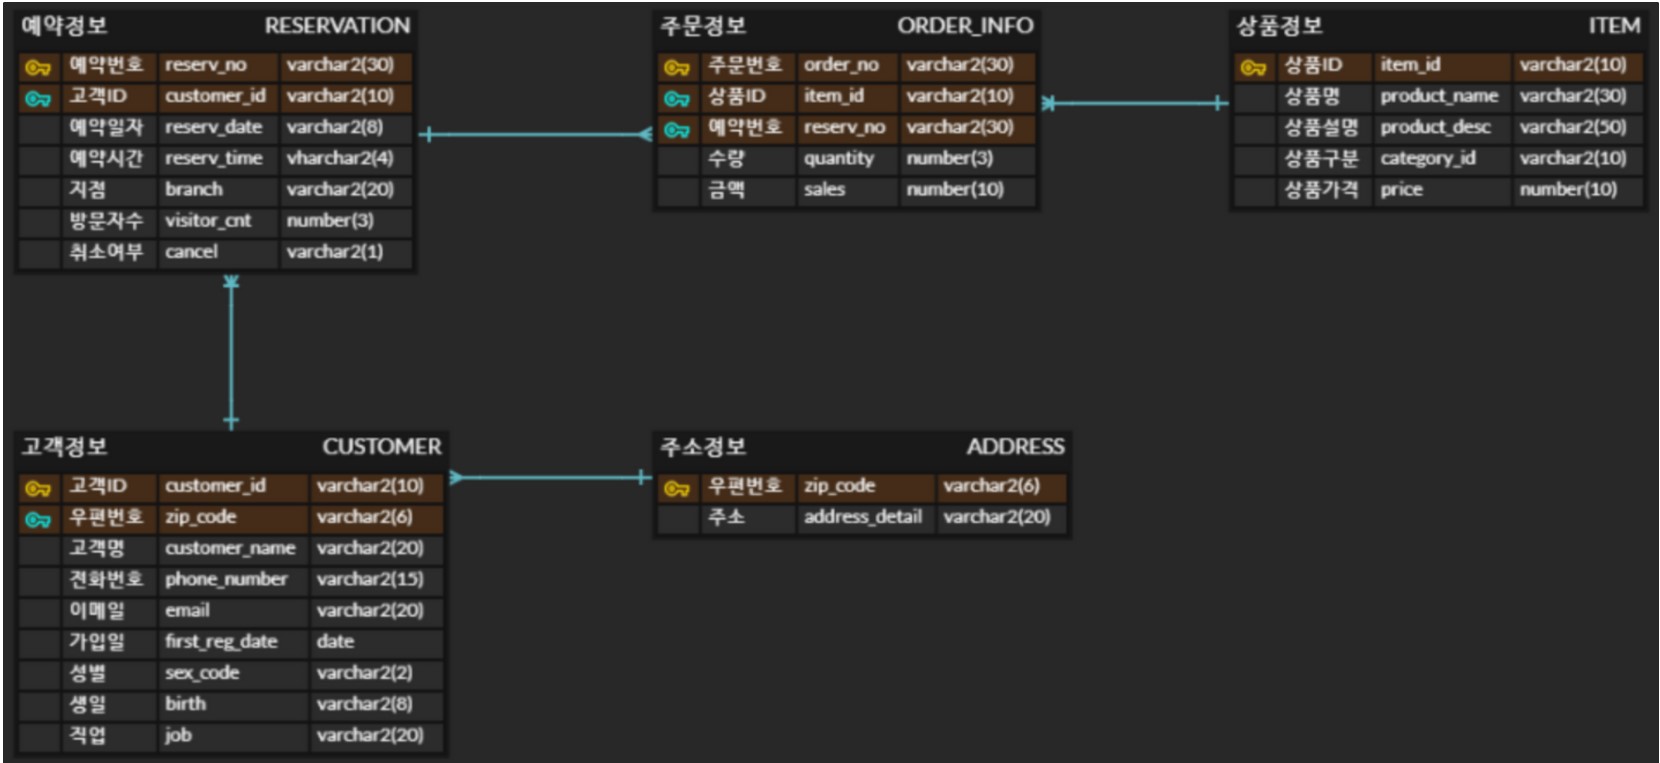 예약정보 RESERVATION
예약번호 reserv_no varchar2(30)
고객ID customer_id varchar2(10)
예약일자 reserv_date varchar2(8)
예약시간 reserv_time vharchar2(4)
지점 branch varchar2(20)
방문자수 visitor_cnt number(3)
취소여부 cancel varchar2(1)
주문정보 ORDER_INFO
주문번호 order_no varchar2(30)
상품ID item_id varchar2(10)
예약번호 reserv_no varchar2(30)
수량 quantity number(3)
금액 sales number(10)
상품정보 ITEM
상품ID item_id varchar2(10)
상품명 product_name varchar2(30)
상품설명 product_desc varchar2(50)
상품구분 category_id varchar2(10)
상품가격 price number(10)
고객정보 CUSTOMER
고객ID customer_id varchar2(10)
우편번호 zip_code varchar2(6)
고객명 customer_name varchar2(20)
전화번호 phone_number varchar2(15)
이메일 email varchar2(20)
가입일 first_reg_date date
성별 sex_code varchar2(2)
생일 birth varchar2(8)
직업 job varchar2(20)
주소정보 ADDRESS
우편번호 zip_code varchar2(6)
주소 address_detail varchar2(20)